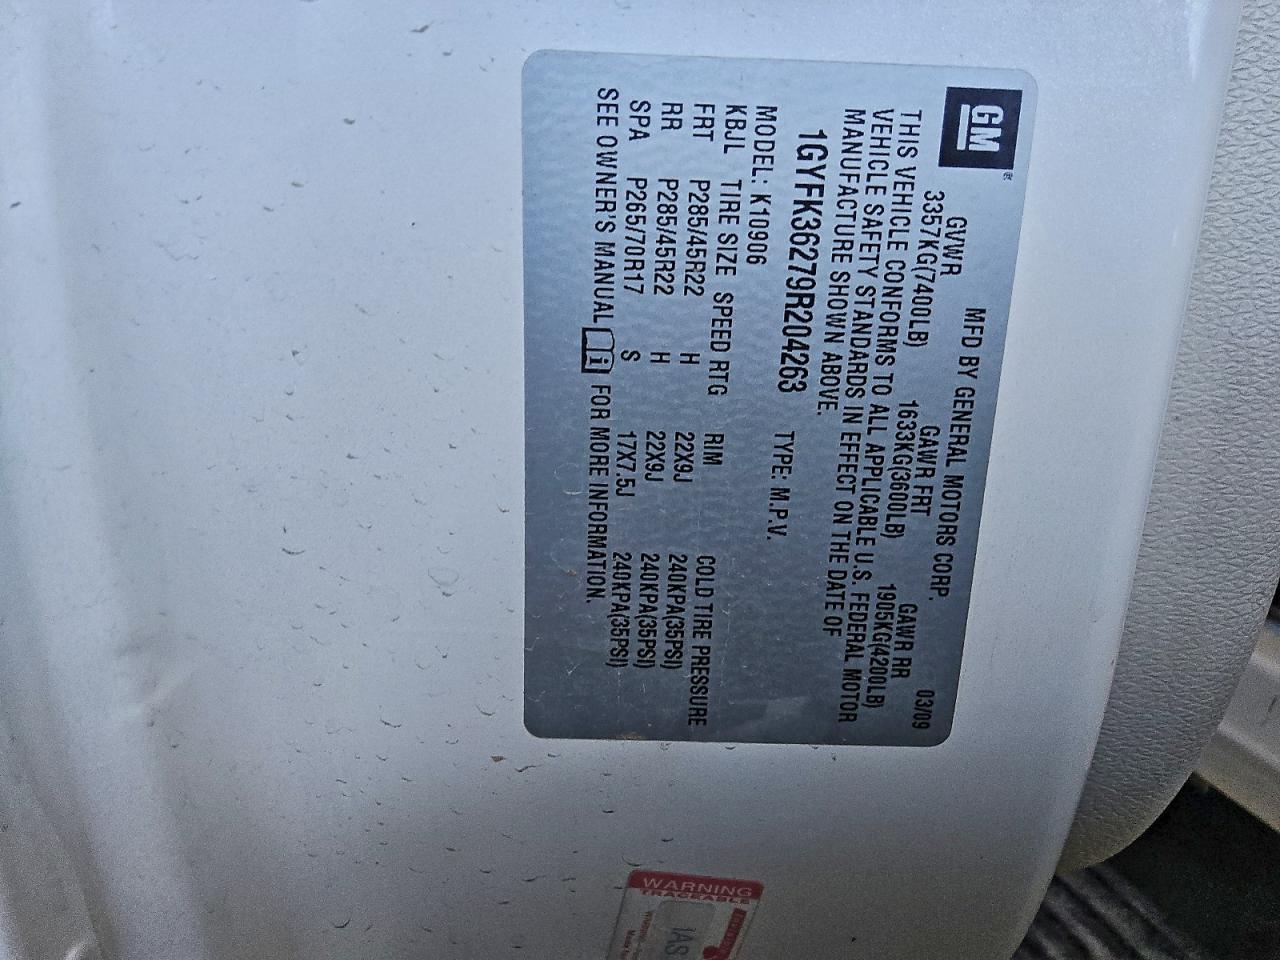 GM®
MFD BY GENERAL MOTORS CORP. 03/09
GVWR GAWR FRT GAWR RR
3357KG(7400LB) 1633KG(3600LB) 1905KG(4200LB)
THIS VEHICLE CONFORMS TO ALL APPLICABLE U.S. FEDERAL MOTOR
VEHICLE SAFETY STANDARDS IN EFFECT ON THE DATE OF
MANUFACTURE SHOWN ABOVE.
1GYFK36279R204263 TYPE: M.P.V.
MODEL: K10906
KBJL TIRE SIZE SPEED RTG RIM COLD TIRE PRESSURE
FRT P285/45R22 H 22X9J 240KPA(35PSI)
RR P285/45R22 H 22X9J 240KPA(35PSI)
SPA P265/70R17 S 17X7.5J 240KPA(35PSI)
SEE OWNER'S MANUAL i FOR MORE INFORMATION.
WARNING
TRACEABLE